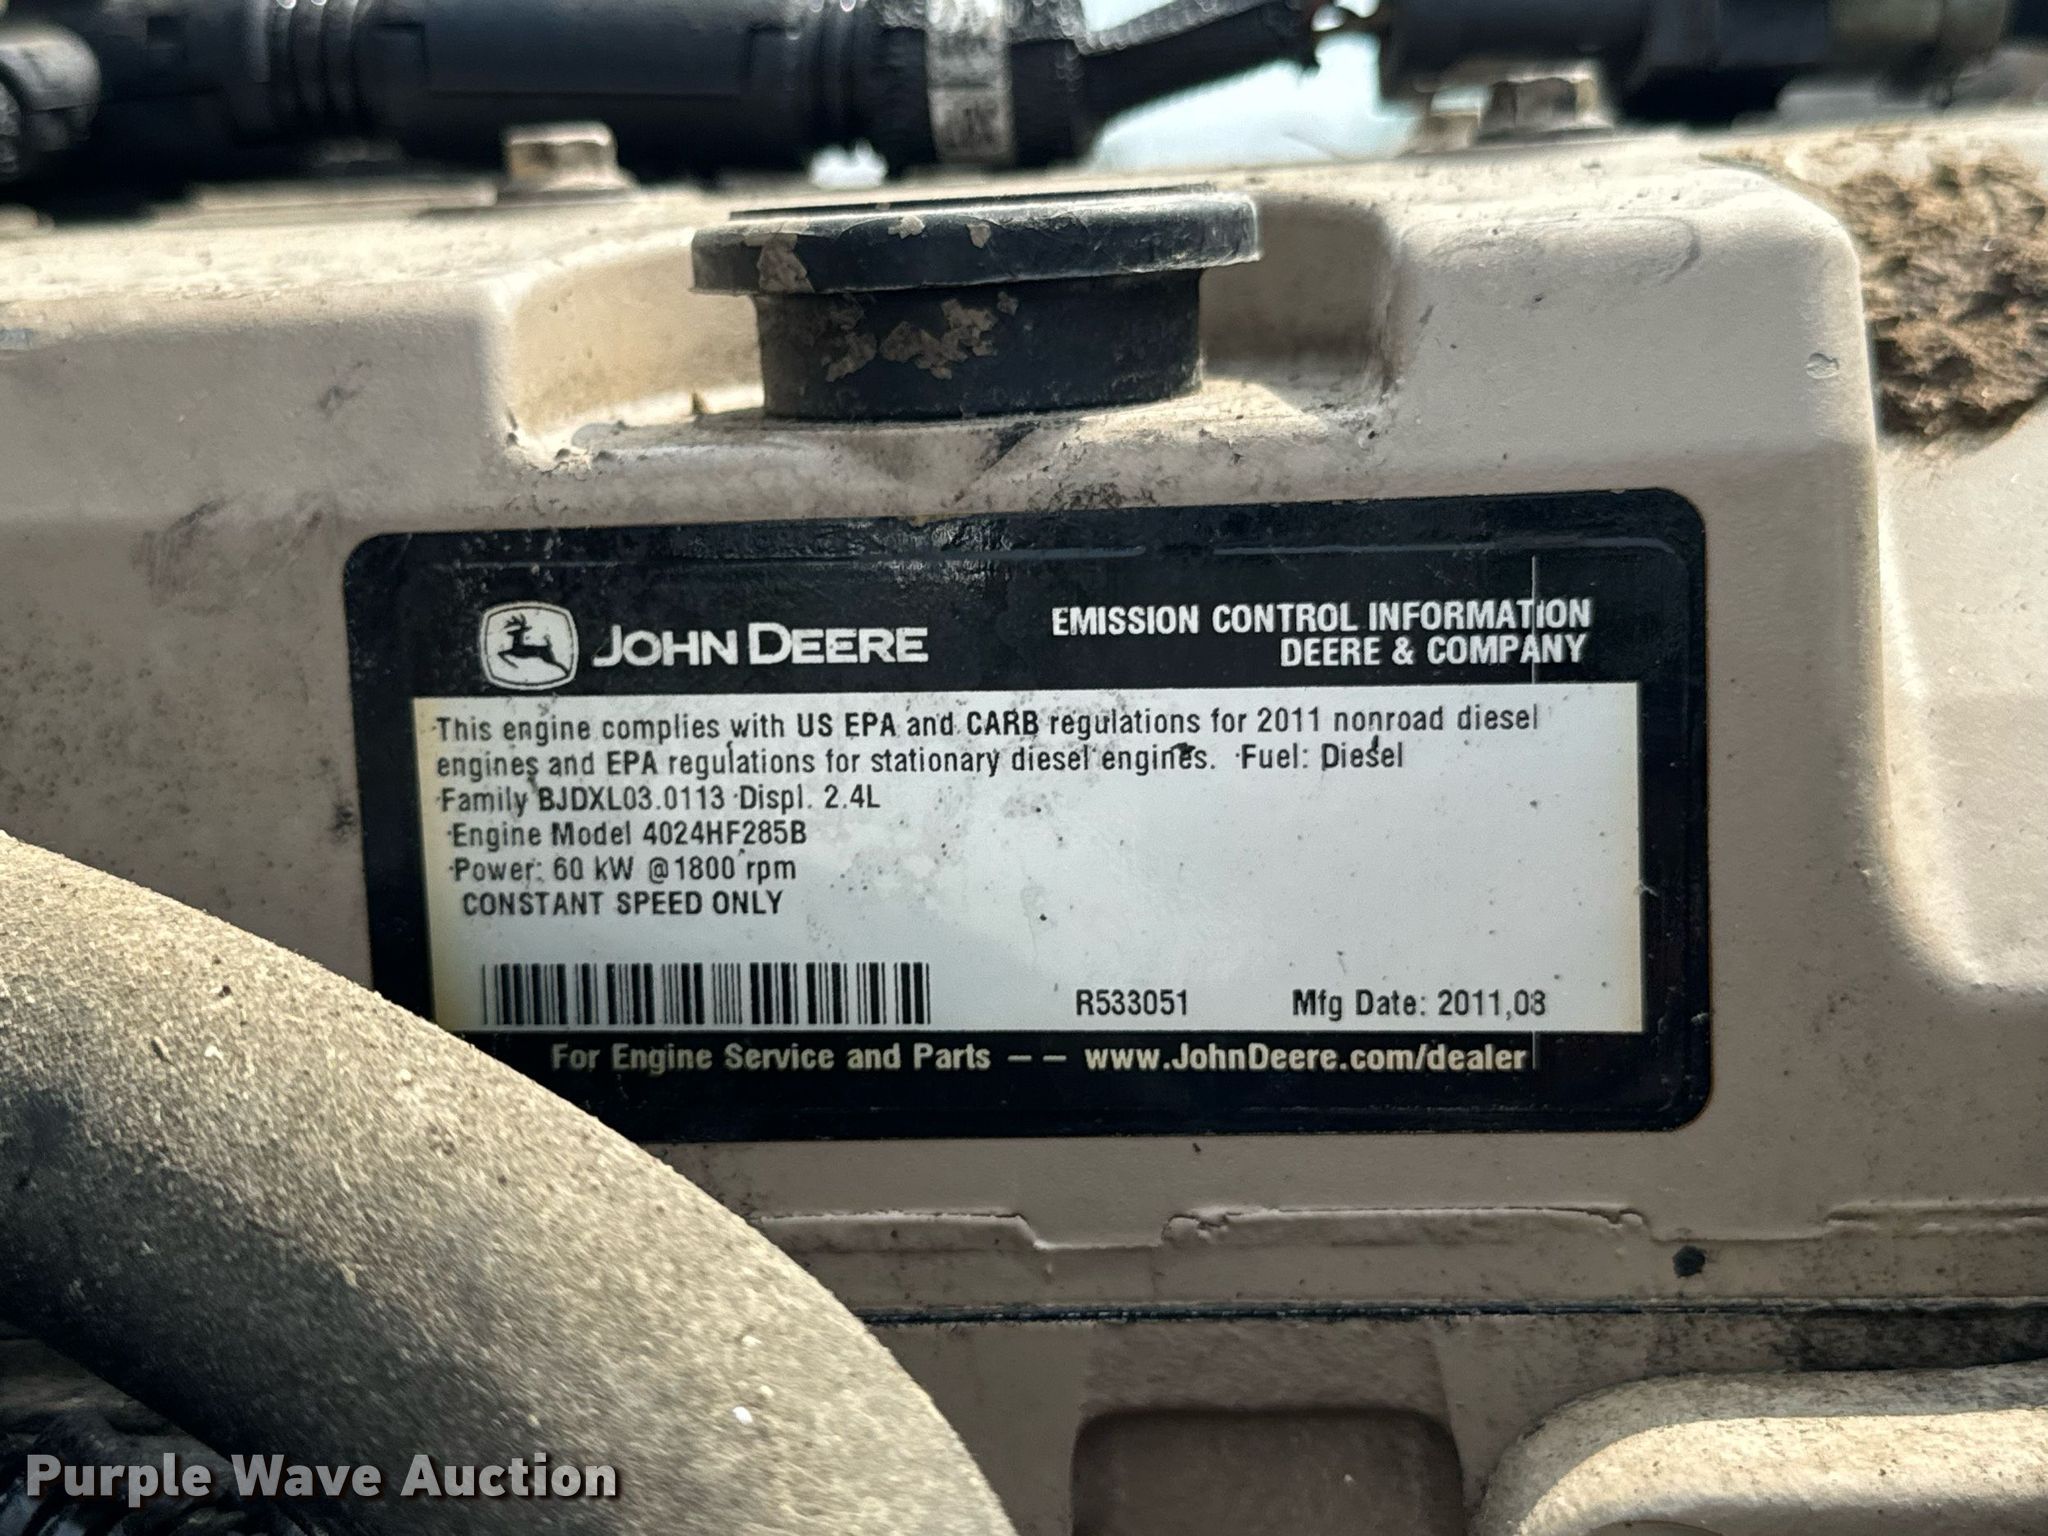 JOHN DEERE
EMISSION CONTROL INFORMATION
DEERE & COMPANY
This engine complies with US EPA and CARB regulations for 2011 nonroad diesel
engines and EPA regulations for stationary diesel engines. Fuel: Diesel
Family BJDXL03.0113 Displ. 2.4L
Engine Model 4024HF285B
Power: 60 kW @1800 rpm
CONSTANT SPEED ONLY
R533051 Mfg Date: 2011,03
For Engine Service and Parts – – www.JohnDeere.com/dealer
Purple Wave Auction